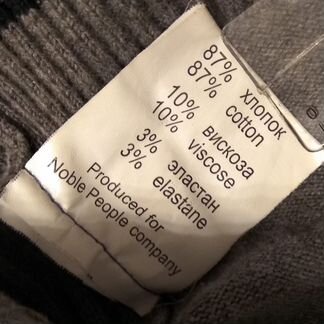 87% хлопок
87% cotton
10% вискоза
10% viscose
3% эластан
3% elastane
Produced for
Noble People company